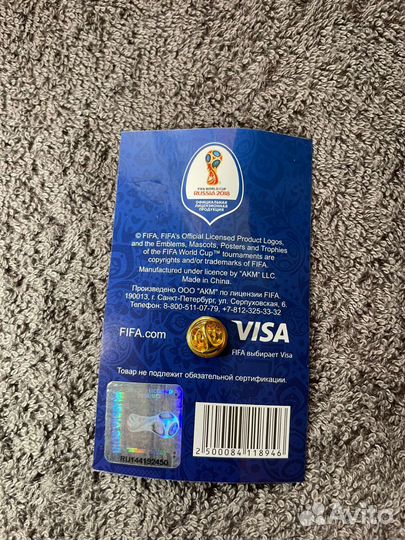 FIFA WORLD CUP
RUSSIA 2018
ОФИЦИАЛЬНАЯ
ЛИЦЕНЗИОННАЯ
ПРОДУКЦИЯ
© FIFA, FIFA's Official Licensed Product Logos,
and the Emblems, Mascots, Posters and Trophies
of the FIFA World Cup™ tournaments are
copyrights and/or trademarks of FIFA.
Manufactured under licence by "AKM" LLC.
Made in China.
Произведено ООО "АКМ" по лицензии FIFA,
190013, г. Санкт-Петербург, ул. Серпуховская, 6.
Телефон: 8-800-511-07-79, +7-812-325-33-32
FIFA.com
VISA
FIFA выбирает Visa
Товар не подлежит обязательной сертификации.
RU144192450
2 500084 118946
Avito